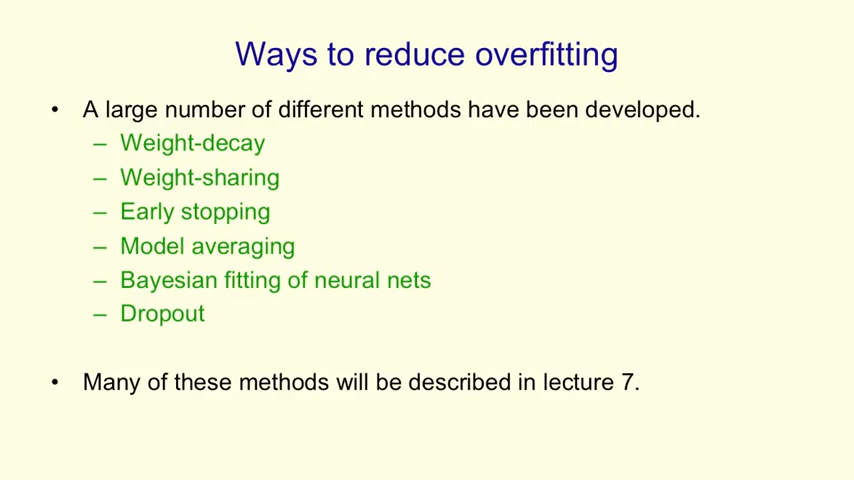 Ways to reduce overfitting
• A large number of different methods have been developed.
– Weight-decay
– Weight-sharing
– Early stopping
– Model averaging
– Bayesian fitting of neural nets
– Dropout
• Many of these methods will be described in lecture 7.